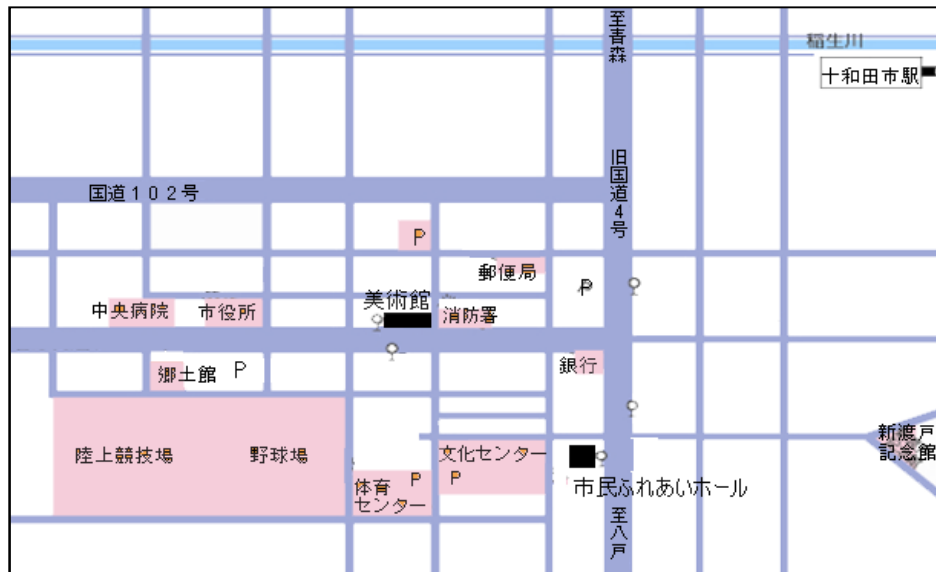 至青森
稲生川
十和田市駅
旧国道4号
国道102号
P
郵便局
P
美術館
中央病院
市役所
消防署
銀行
郷土館
P
陸上競技場
野球場
文化センター
P
新渡戸
記念館
体育
センター
P
市民ふれあいホール
至八戸